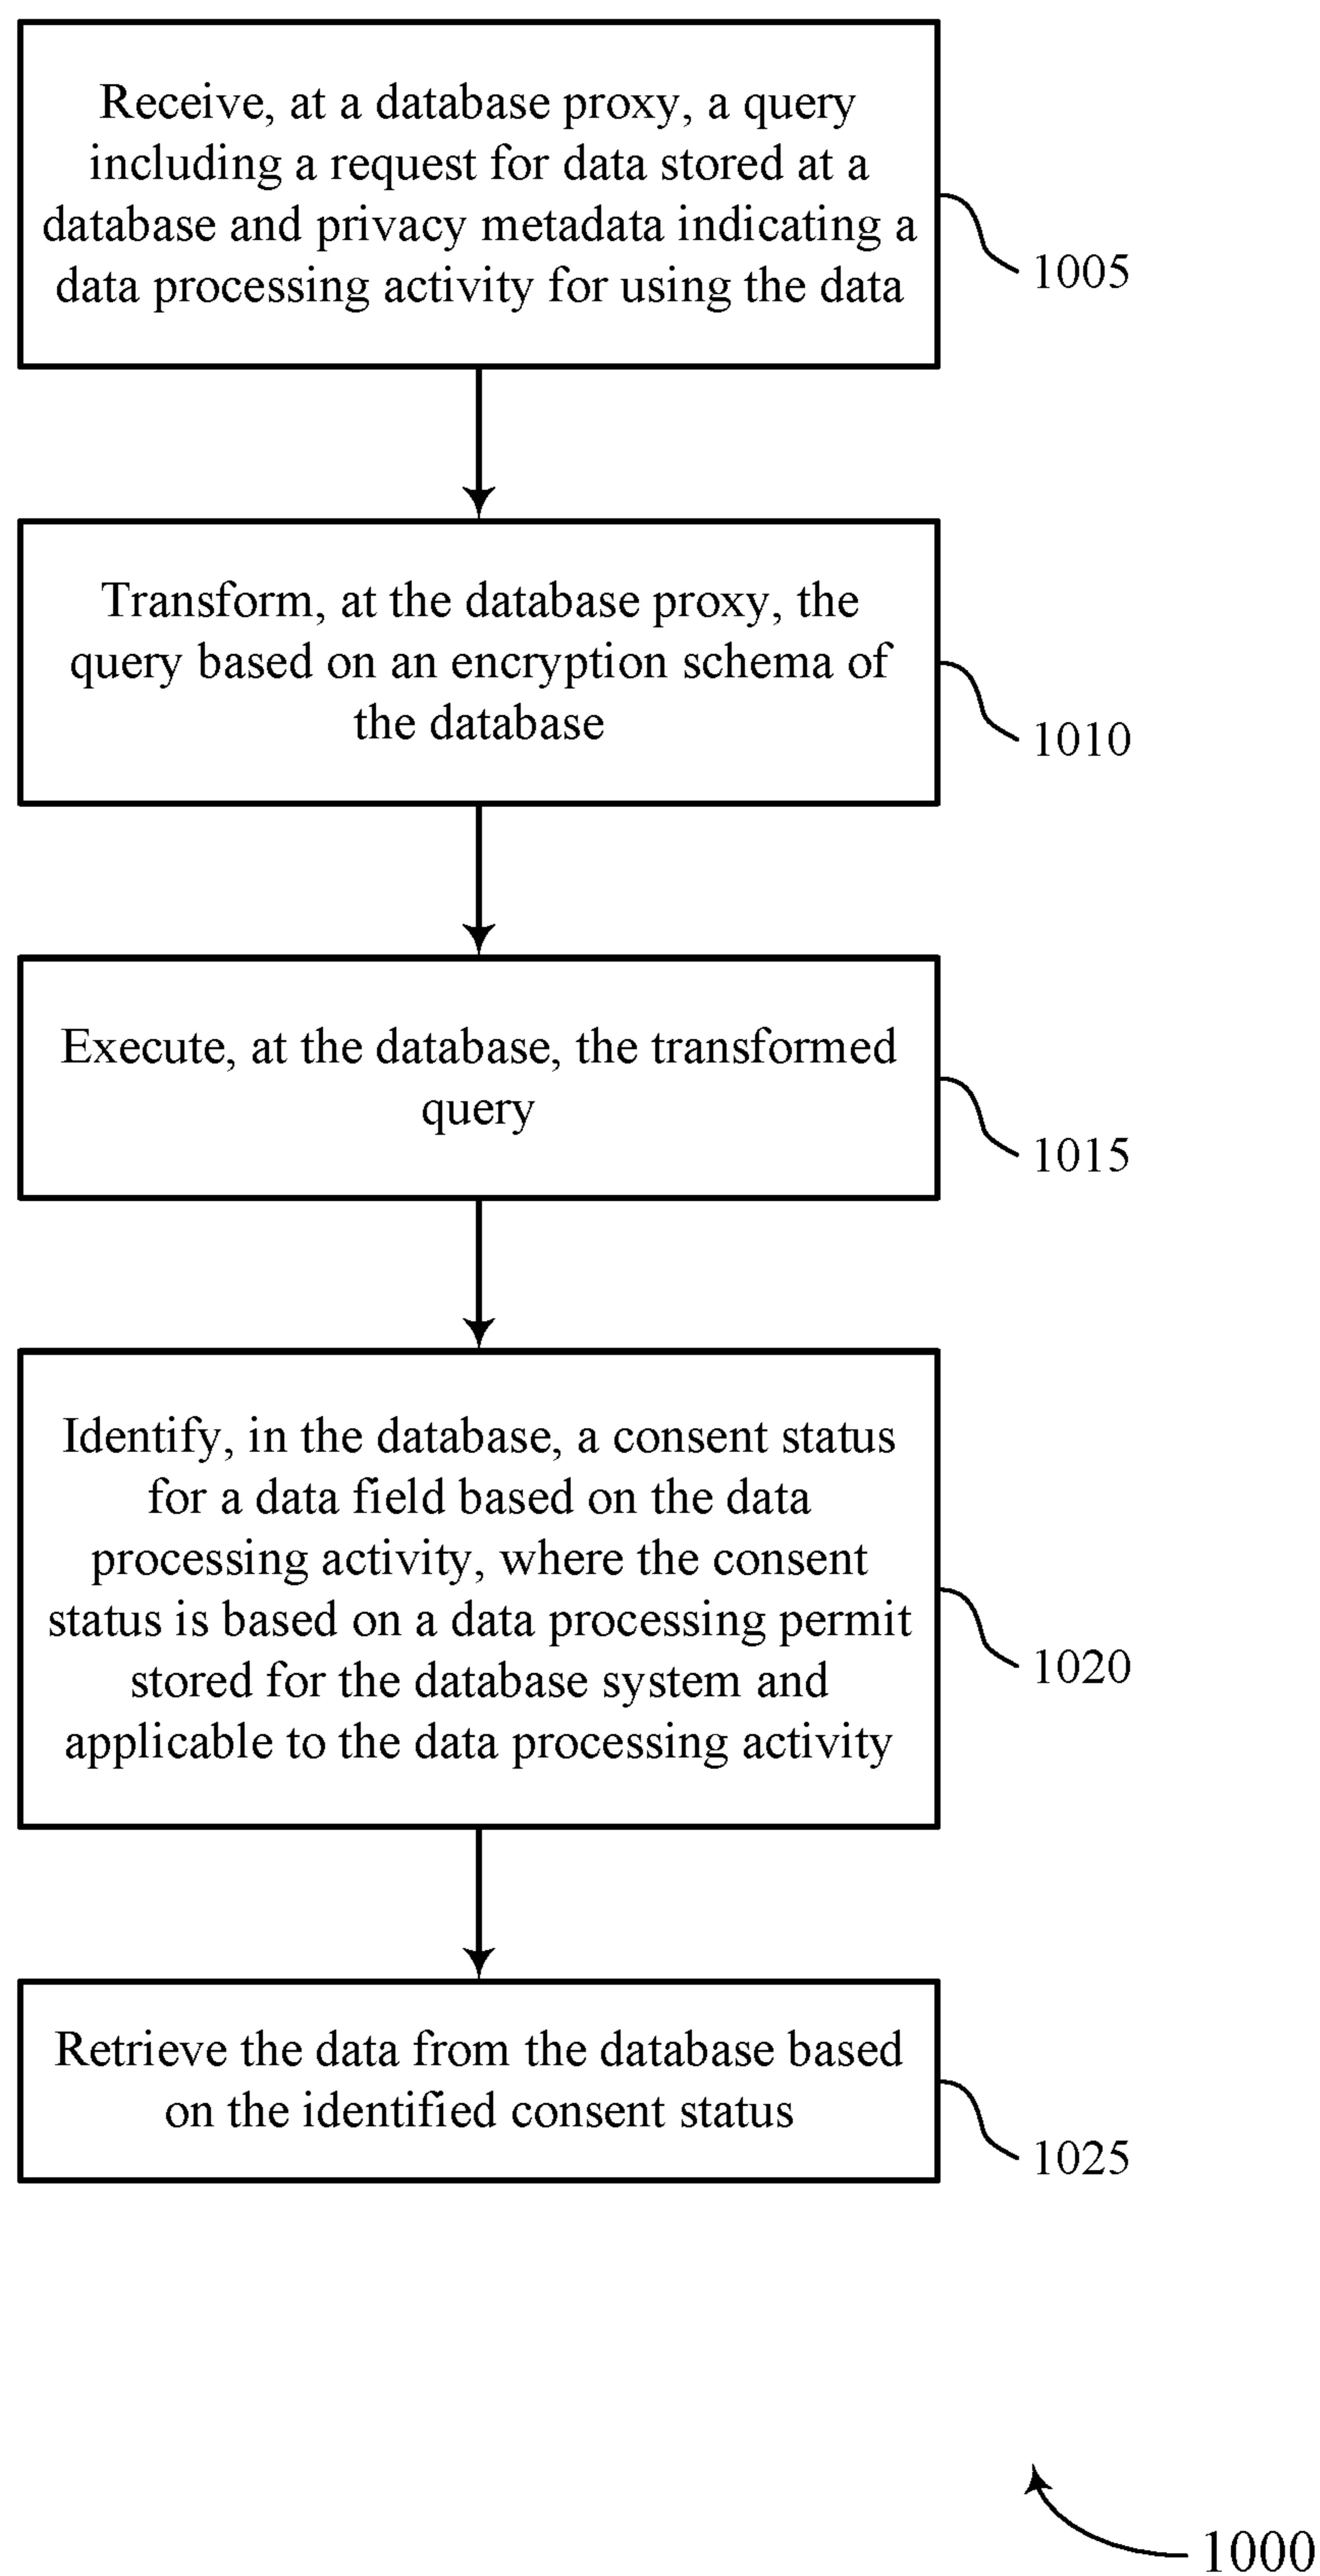 Receive, at a database proxy, a query
including a request for data stored at a
database and privacy metadata indicating a
data processing activity for using the data
1005
Transform, at the database proxy, the
query based on an encryption schema of
the database
1010
Execute, at the database, the transformed
query
1015
Identify, in the database, a consent status
for a data field based on the data
processing activity, where the consent
status is based on a data processing permit
stored for the database system and
applicable to the data processing activity
1020
Retrieve the data from the database based
on the identified consent status
1025
1000